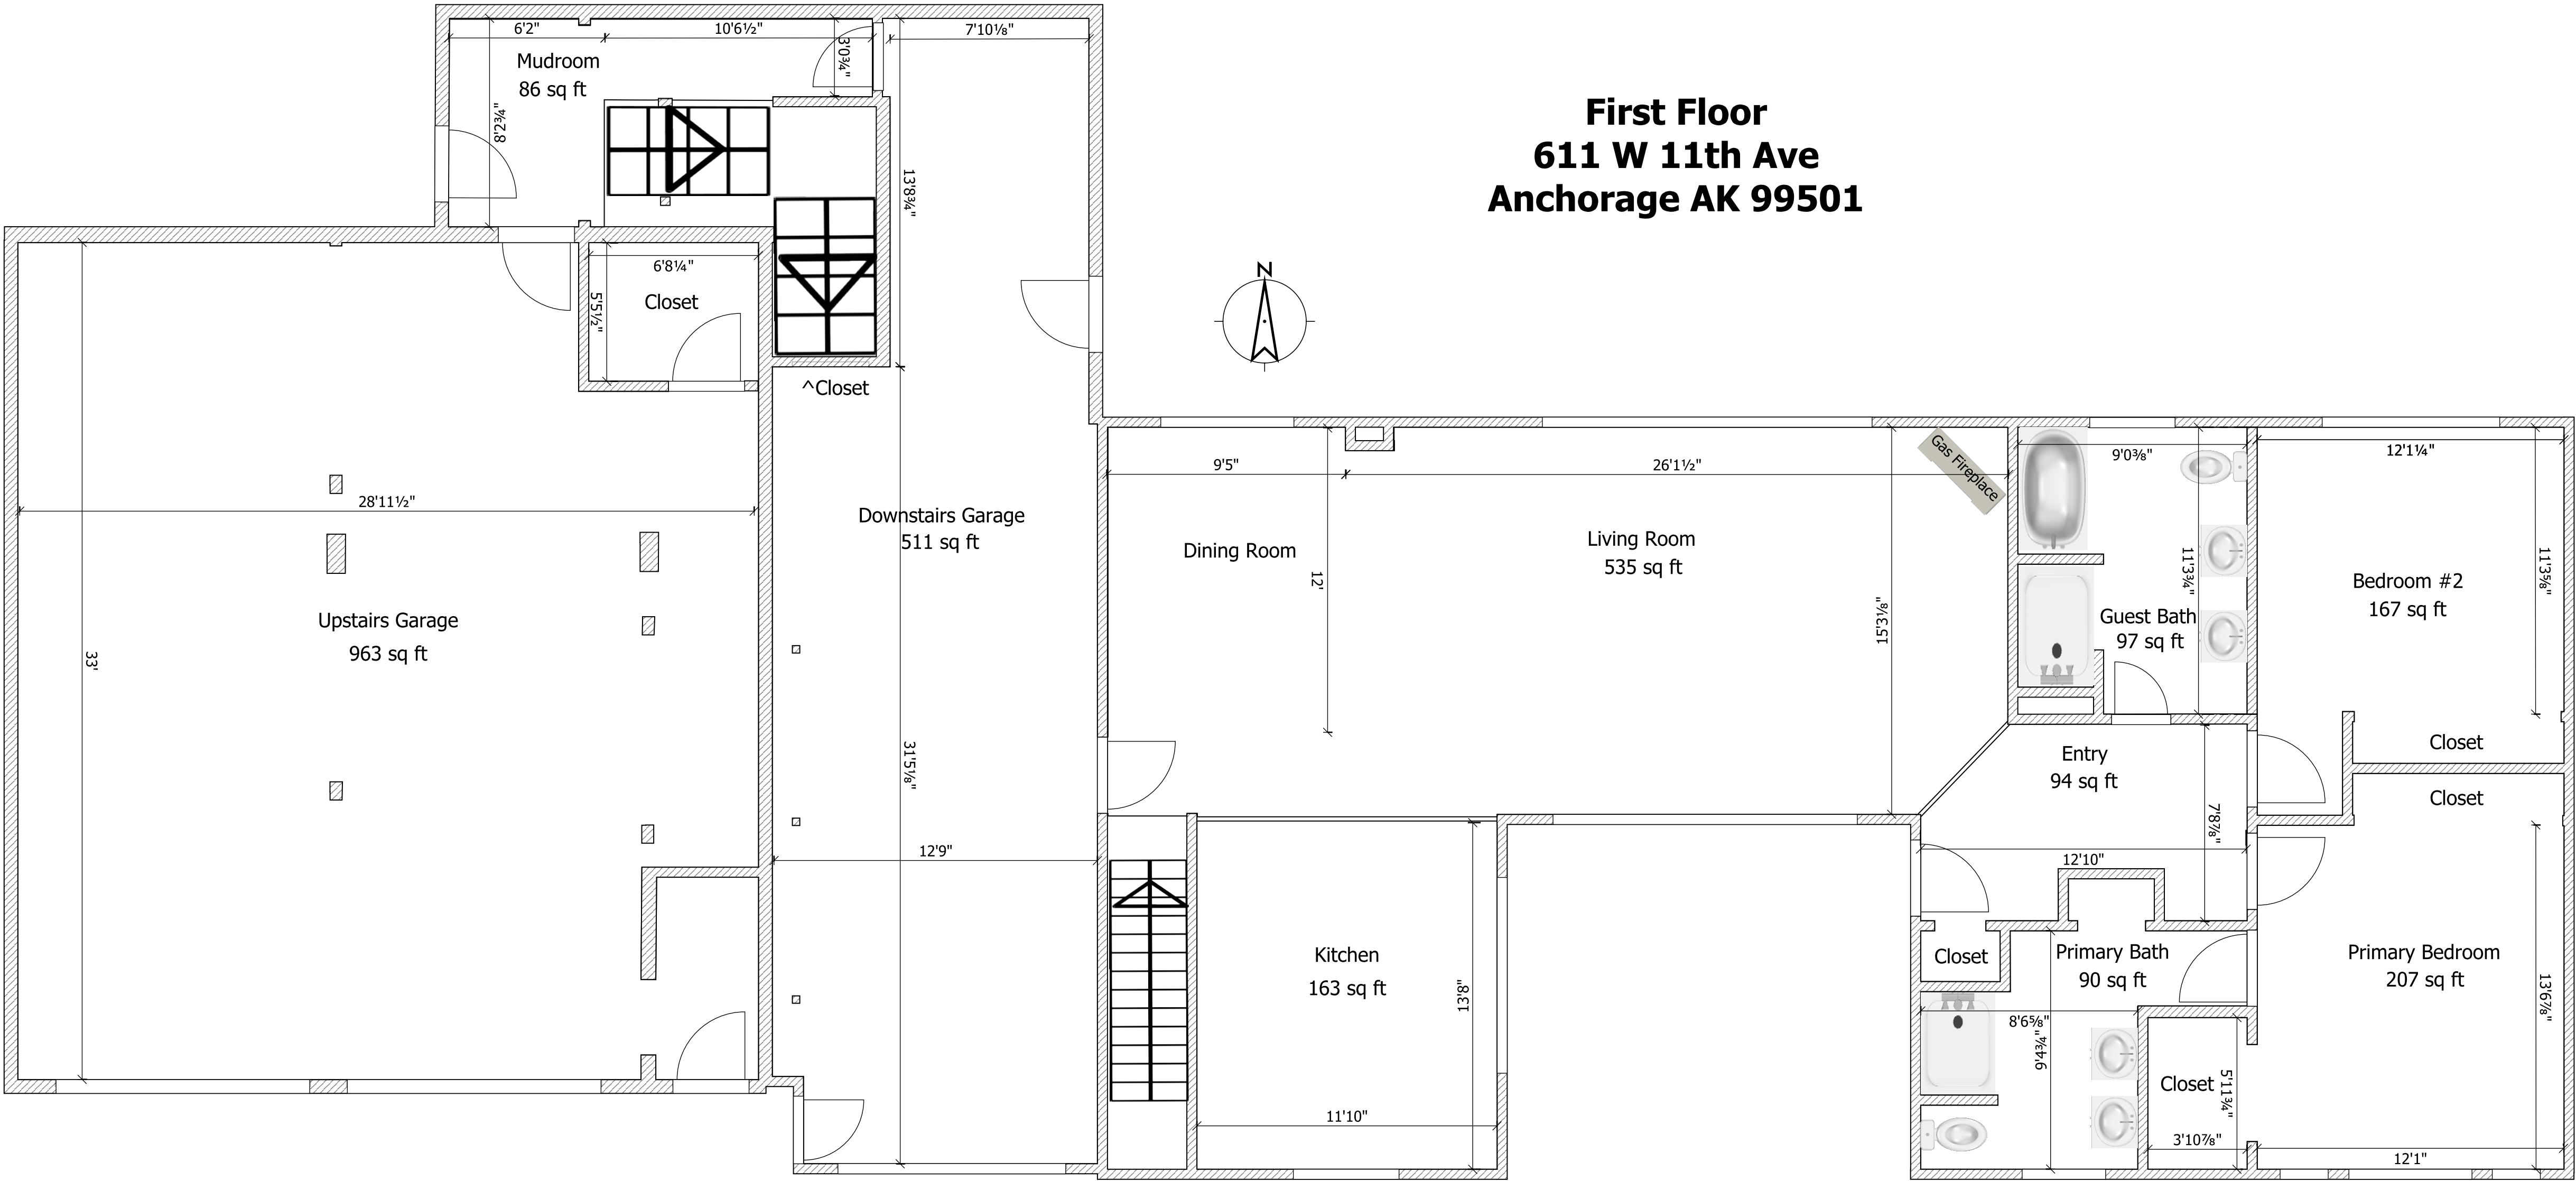 First Floor
611 W 11th Ave
Anchorage AK 99501
N
6'2"
10'6½"
3'0¾"
7'10⅛"
Mudroom
86 sq ft
8'2¾"
13'8¾"
6'8¼"
5'5½"
Closet
^Closet
28'11½"
33'
Upstairs Garage
963 sq ft
Downstairs Garage
511 sq ft
31'5⅛"
12'9"
9'5"
26'1½"
12'
Dining Room
Living Room
535 sq ft
15'3⅛"
Gas Fireplace
9'0⅜"
11'3¾"
Guest Bath
97 sq ft
12'1¼"
11'3⅝"
Bedroom #2
167 sq ft
Closet
Closet
Entry
94 sq ft
7'8⅞"
12'10"
Kitchen
163 sq ft
13'8"
11'10"
Closet
Primary Bath
90 sq ft
8'6⅝"
9'4¾"
Closet
5'11¾"
3'10⅞"
Primary Bedroom
207 sq ft
13'6⅞"
12'1"